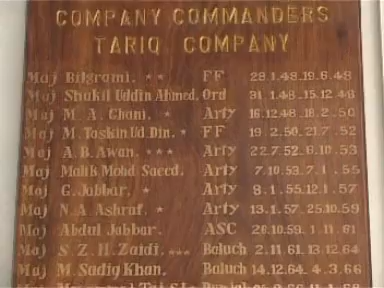 COMPANY COMMANDERS
TARIQ COMPANY
Maj Bilgrami. ** FF 28.1.48.19.6.48
Maj Shakil Uddin Ahmed. Ord 31 1.48.15.12.48
Maj M. A. Ghani. * Arty 16.12.48.18.2.50
Maj M. Taskin Ud. Din. * FF 19.2.50.21.7.52
Maj A.B. Awan. *** Arty 22.7.52.6.10.53
Maj Malik Mohd Saeed. Arty 7.10.53.7.1.55
Maj G. Jabbar. * Arty 8.1.55.12.1.57
Maj N.A Ashraf. * Arty 13.1.57.25.10.59
Maj Abdul Jabbar. ASC 26.10.59.1.11.61
Maj S. Z. H. Zaidi. *** Baluch 2.11.61.13.12.64
Maj M. Sadiq Khan. Baluch 14.12.64.4.3.66